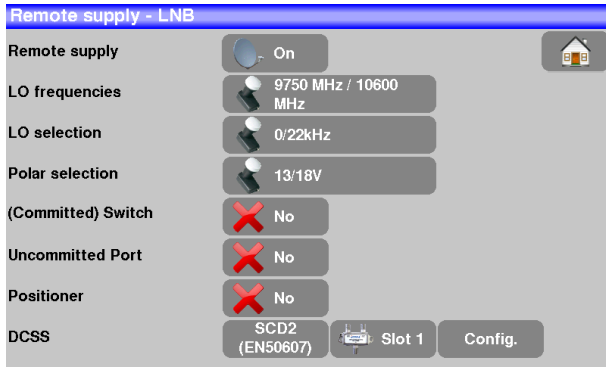 Remote supply - LNB
Remote supply On
LO frequencies 9750 MHz / 10600
MHz
LO selection 0/22kHz
Polar selection 13/18V
(Committed) Switch No
Uncommitted Port No
Positioner No
DCSS SCD2 Slot 1 Config.
(EN50607)